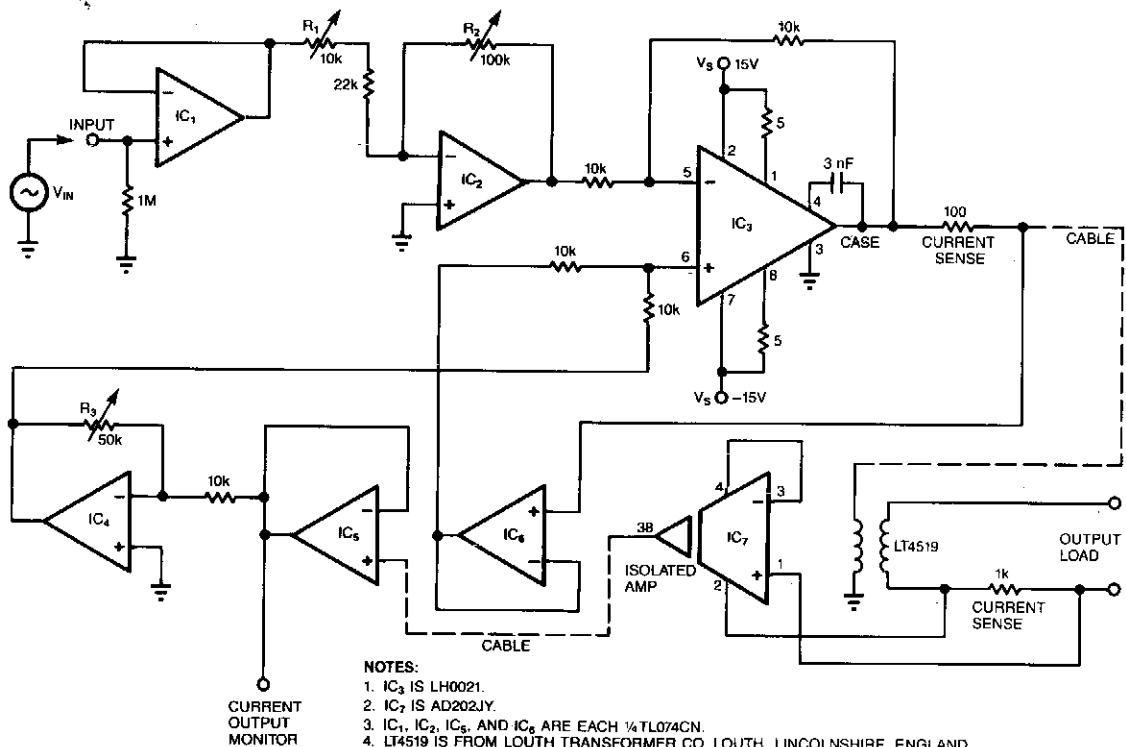 R1
10k
22k
R2
100k
10k
VS 15V
5
2
1
3 nF
4
IC1
INPUT
VIN
1M
IC2
10k
5
IC3
CASE
3
100
CURRENT
SENSE
CABLE
10k
6
7
8
10k
5
VS -15V
R3
50k
10k
IC4
IC5
IC6
38
ISOLATED
AMP
4
3
IC7
1
2
LT4519
OUTPUT
LOAD
1k
CURRENT
SENSE
CABLE
CURRENT
OUTPUT
MONITOR
NOTES:
1. IC3 IS LH0021.
2. IC7 IS AD202JY.
3. IC1, IC2, IC5, AND IC6 ARE EACH ¼ TL074CN.
4. LT4519 IS FROM LOUTH TRANSFORMER CO, LOUTH, LINCOLNSHIRE, ENGLAND.